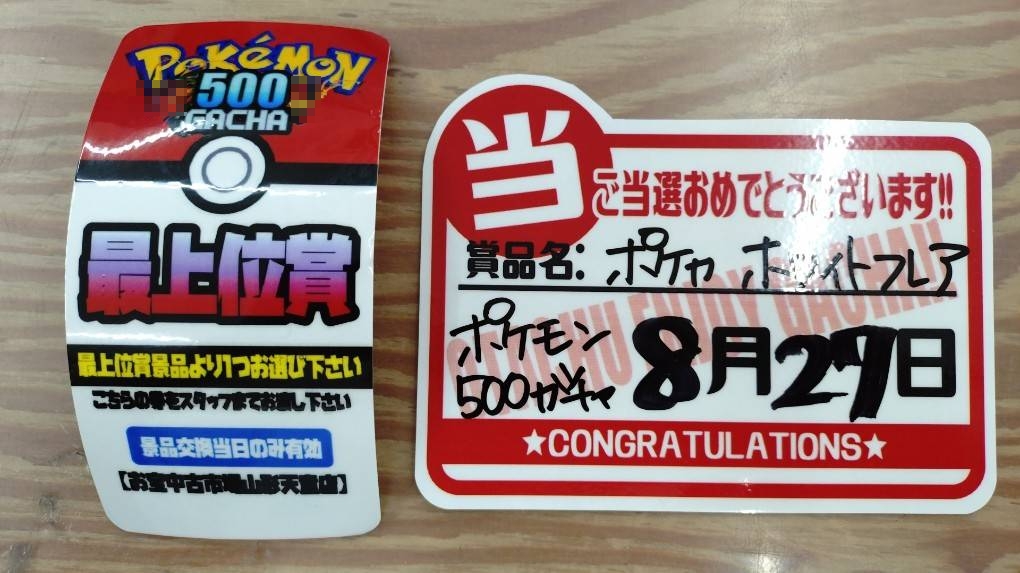 Pokémon
500
GACHA
最上位賞
最上位賞景品より1つお選び下さい
こちらの券をスタッフまでお渡し下さい
景品交換当日のみ有効
【お宝中古市場山形天童店】
当
ご当選おめでとうございます!!
賞品名: ポケカ ホワイトフレア
ポケモン
500ガチャ
8月27日
★CONGRATULATIONS★